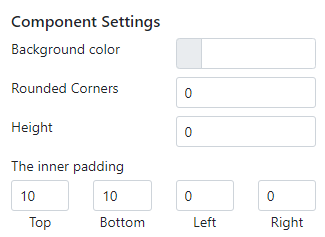 Component Settings
Background color
Rounded Corners 0
Height 0
The inner padding
10 10 0 0
Top Bottom Left Right